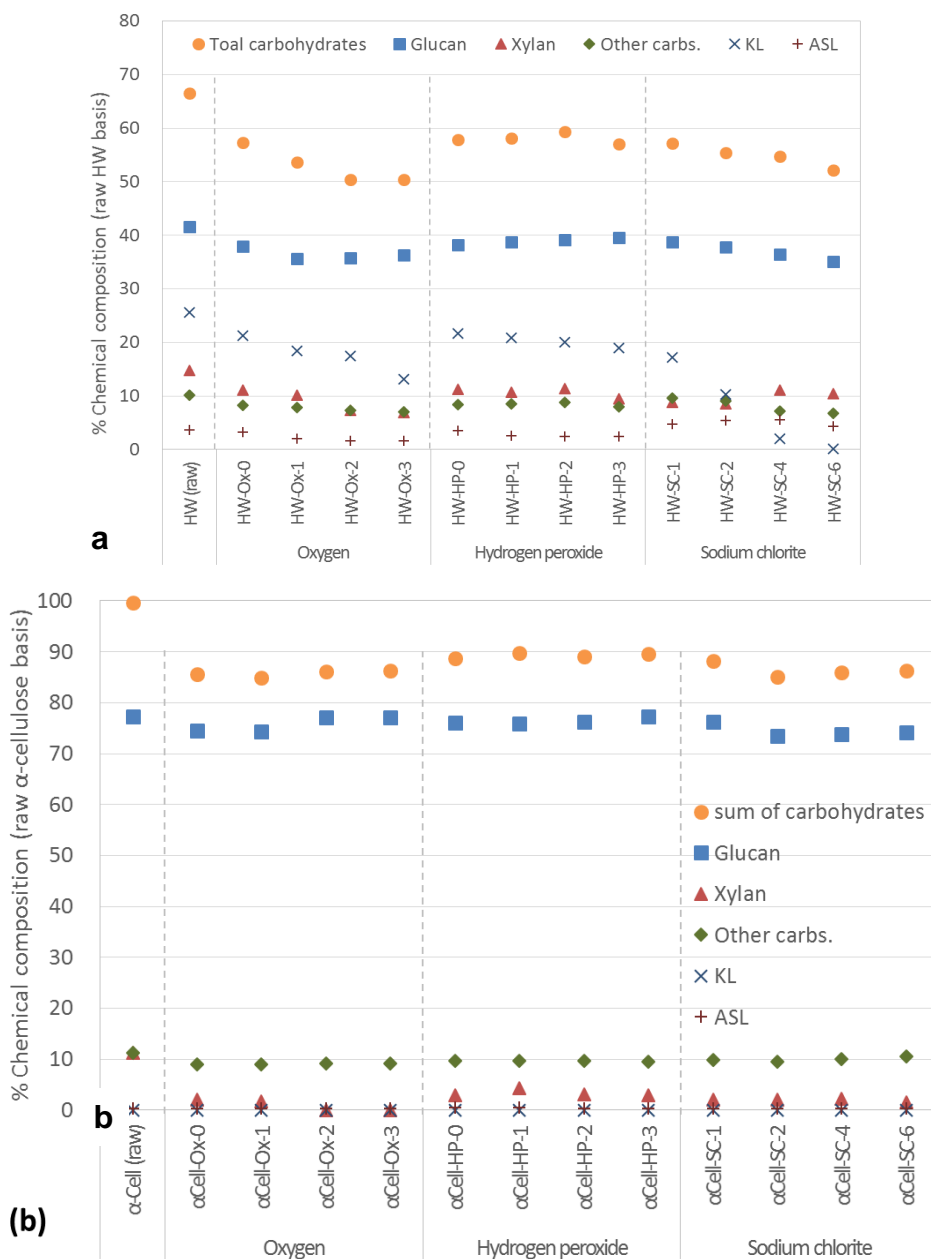 80
Toal carbohydrates Glucan Xylan Other carbs. KL ASL
70
60
50
40
30
20
10
0
% Chemical composition (raw HW basis)
HW (raw)
HW-Ox-0
HW-Ox-1
HW-Ox-2
HW-Ox-3
HW-HP-0
HW-HP-1
HW-HP-2
HW-HP-3
HW-SC-1
HW-SC-2
HW-SC-4
HW-SC-6
a
Oxygen Hydrogen peroxide Sodium chlorite
100
90
80
70
60
50
40
30
20
10
0
% Chemical composition (raw α-cellulose basis)
sum of carbohydrates
Glucan
Xylan
Other carbs.
KL
ASL
b
α-Cell (raw)
αCell-Ox-0
αCell-Ox-1
αCell-Ox-2
αCell-Ox-3
αCell-HP-0
αCell-HP-1
αCell-HP-2
αCell-HP-3
αCell-SC-1
αCell-SC-2
αCell-SC-4
αCell-SC-6
(b)
Oxygen Hydrogen peroxide Sodium chlorite